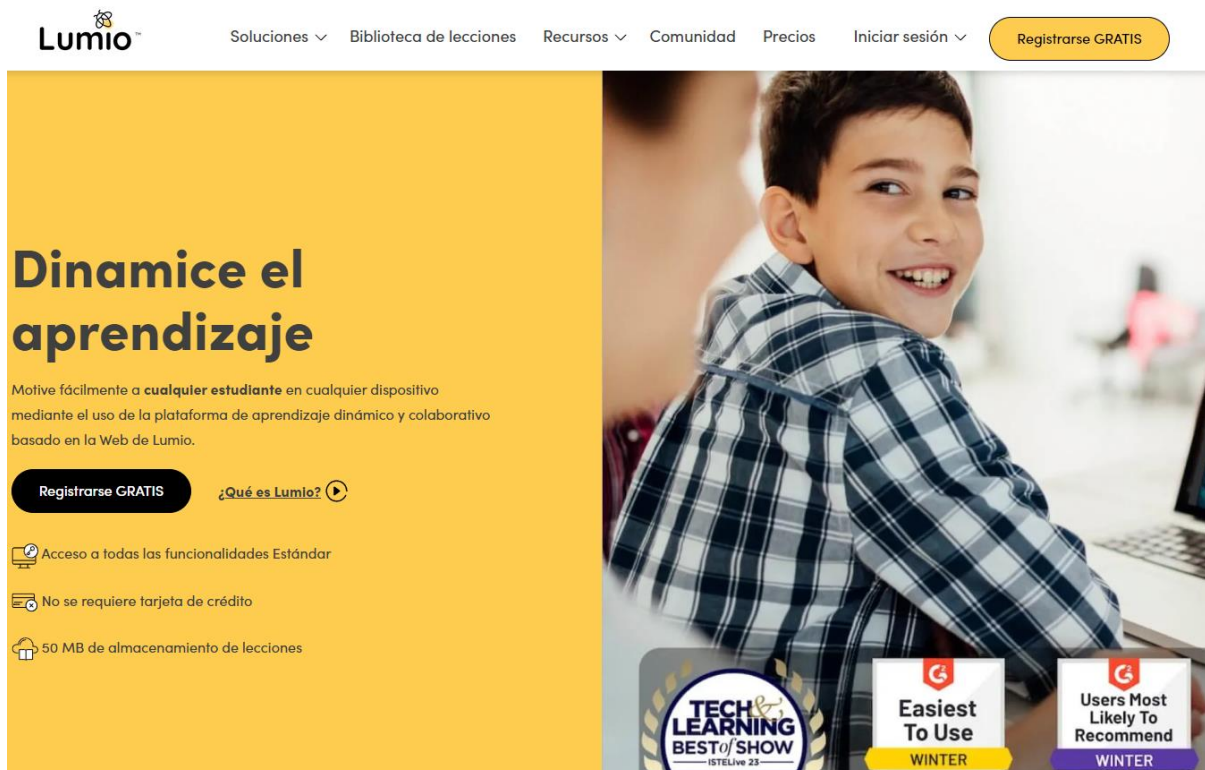 Lumio™
Soluciones
Biblioteca de lecciones
Recursos
Comunidad
Precios
Iniciar sesión
Registrarse GRATIS
Dinamice el
aprendizaje
Motive fácilmente a cualquier estudiante en cualquier dispositivo
mediante el uso de la plataforma de aprendizaje dinámico y colaborativo
basado en la Web de Lumio.
Registrarse GRATIS
¿Qué es Lumio?
Acceso a todas las funcionalidades Estándar
No se requiere tarjeta de crédito
50 MB de almacenamiento de lecciones
TECH &
LEARNING
BEST of SHOW
ISTELive 23
G2
Easiest
To Use
WINTER
G2
Users Most
Likely To
Recommend
WINTER